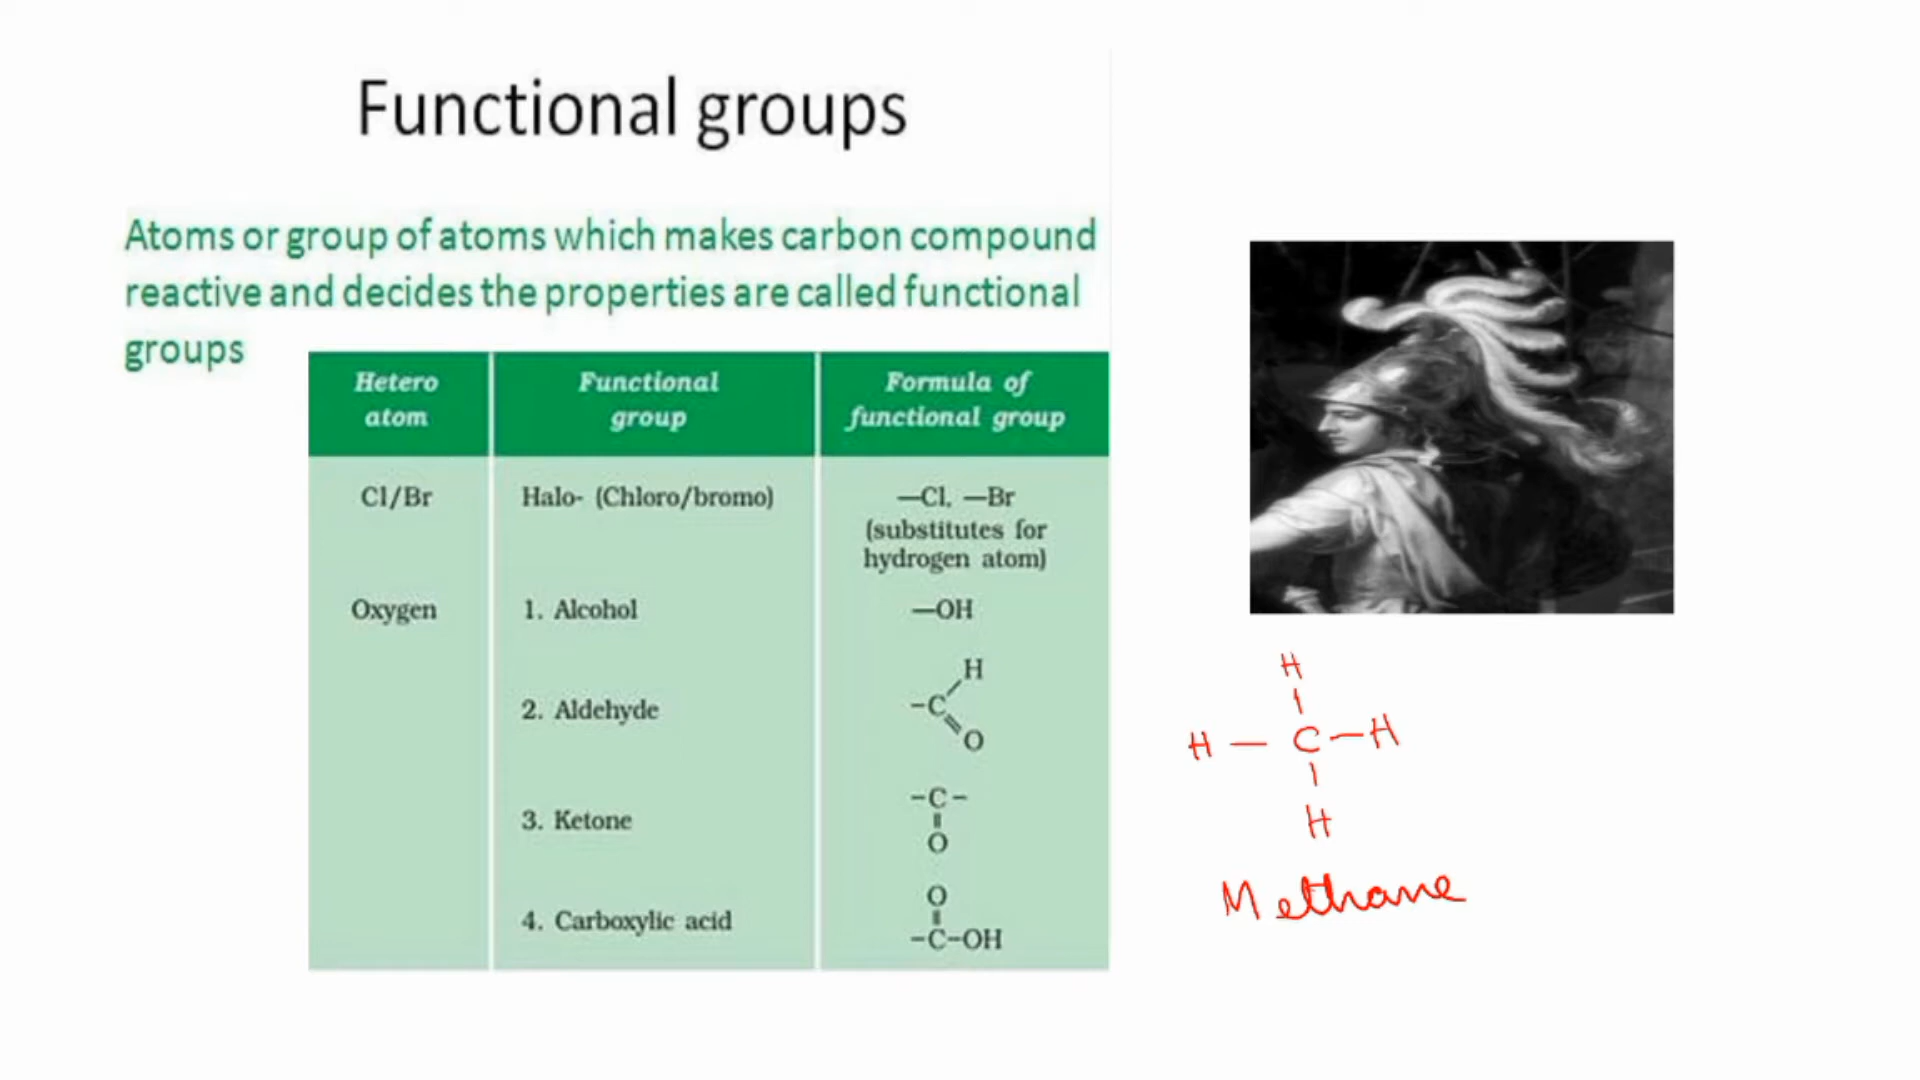 Functional groups
Atoms or group of atoms which makes carbon compound
reactive and decides the properties are called functional
groups
Hetero atom | Functional group | Formula of functional group
Cl/Br Halo- (Chloro/bromo) —Cl, —Br
(substitutes for
hydrogen atom)
Oxygen 1. Alcohol —OH
H
2. Aldehyde -C
O
-C-
3. Ketone
O
O
4. Carboxylic acid
-C-OH
H
H — C — H
H
Methane